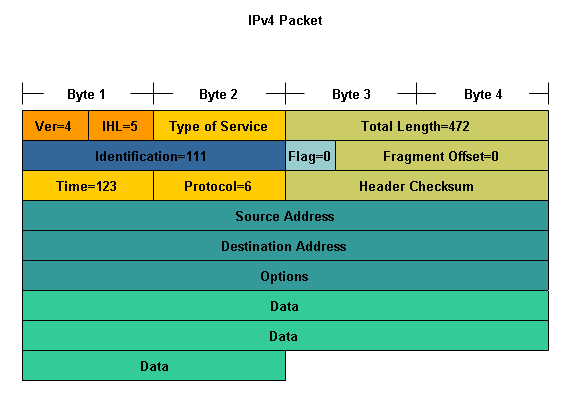 IPv4 Packet
Byte 1 Byte 2 Byte 3 Byte 4
Ver=4 IHL=5 Type of Service Total Length=472
Identification=111 Flag=0 Fragment Offset=0
Time=123 Protocol=6 Header Checksum
Source Address
Destination Address
Options
Data
Data
Data